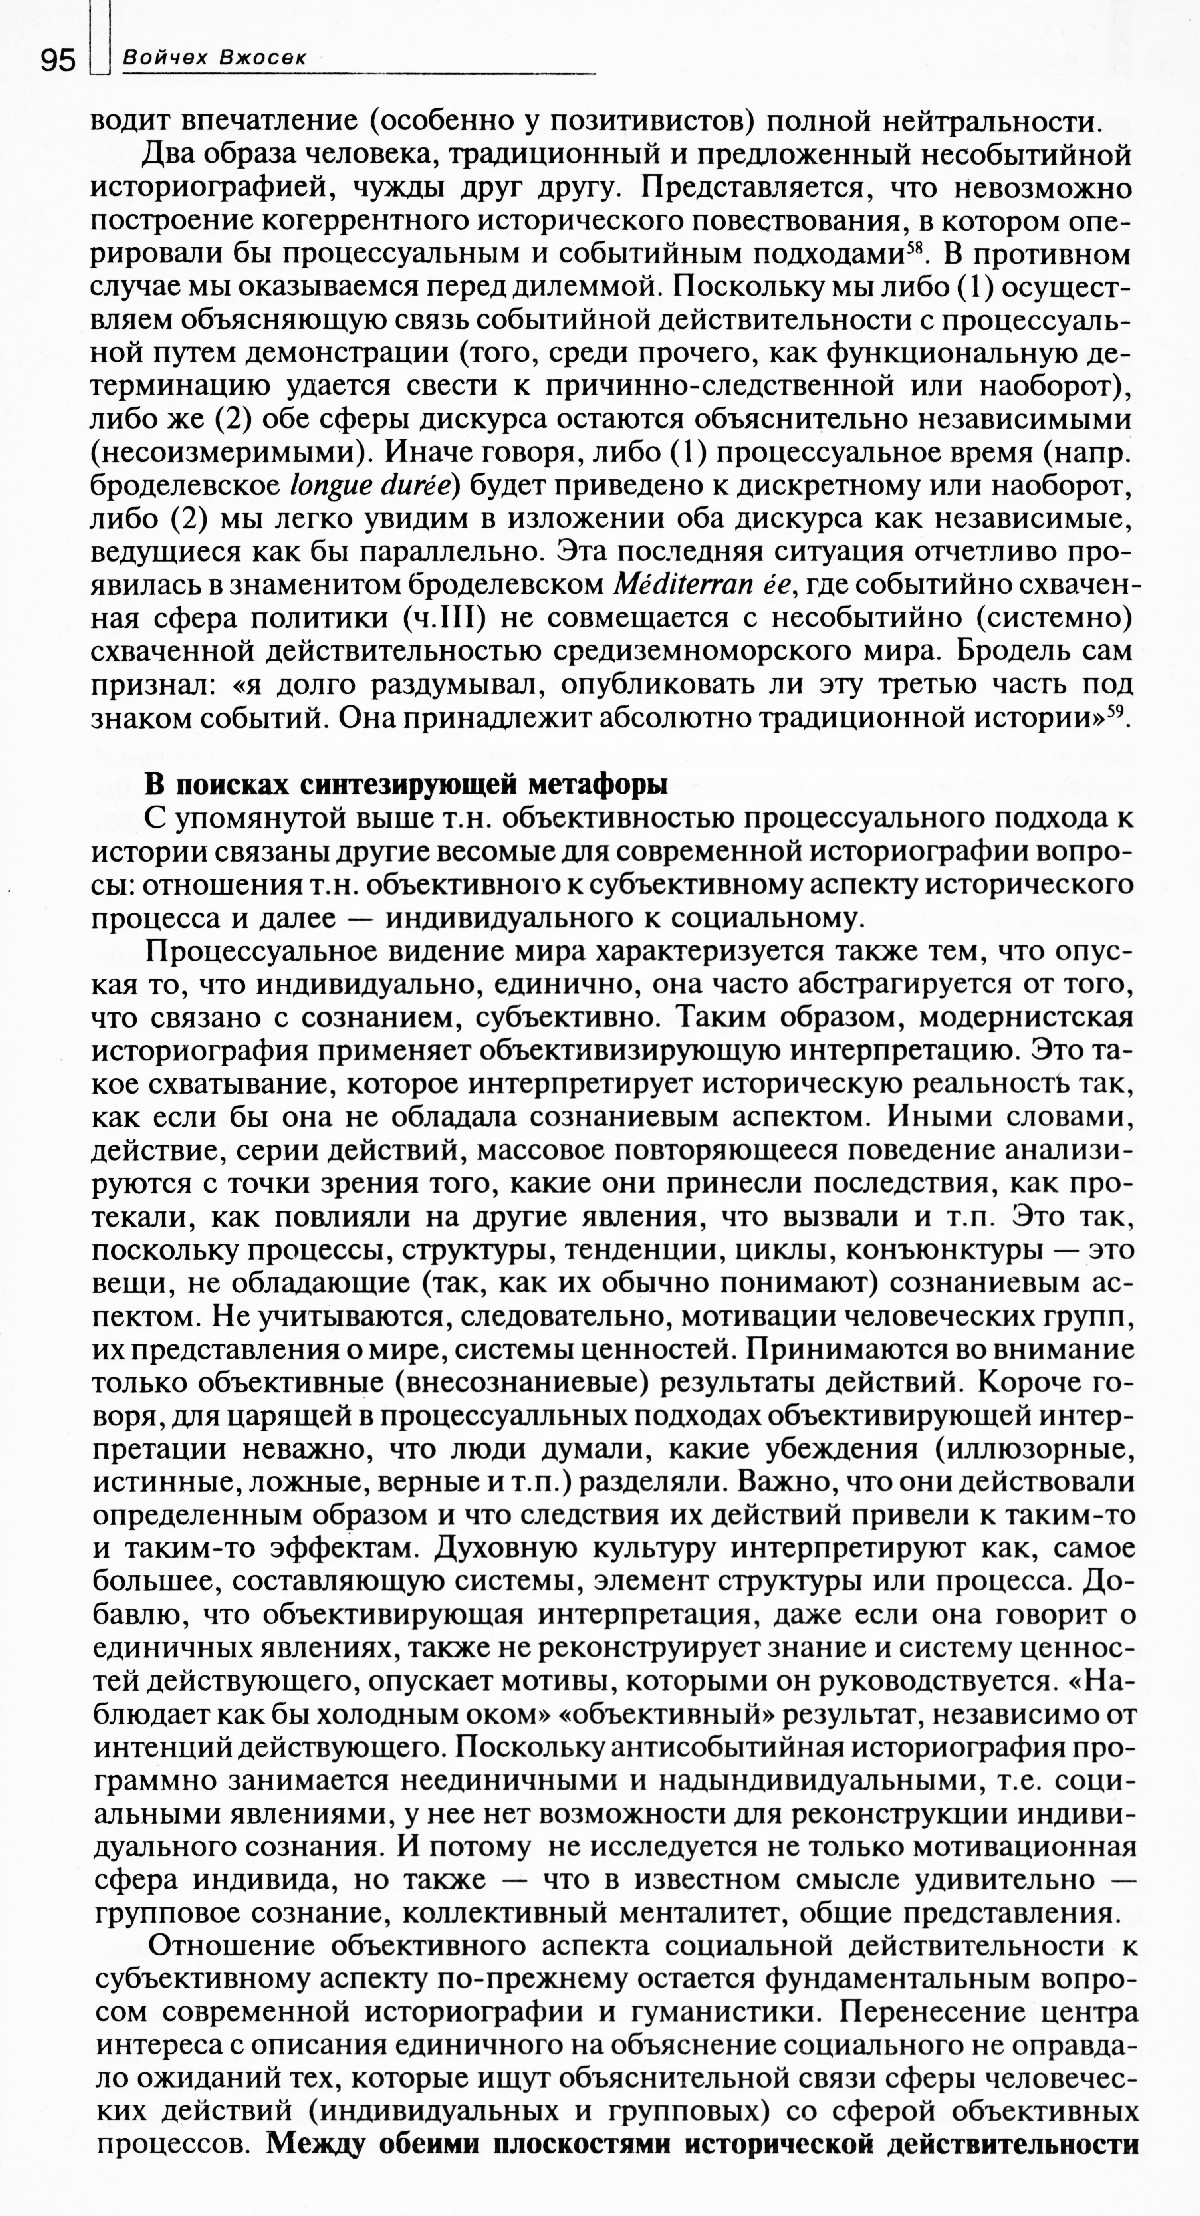 95 Войчех Вжосек
водит впечатление (особенно у позитивистов) полной нейтральности.
Два образа человека, традиционный и предложенный несобытийной
историографией, чужды друг другу. Представляется, что невозможно
построение когеррентного исторического повествования, в котором опе-
рировали бы процессуальным и событийным подходами⁵⁸. В противном
случае мы оказываемся перед дилеммой. Поскольку мы либо (1) осущест-
вляем объясняющую связь событийной действительности с процессуаль-
ной путем демонстрации (того, среди прочего, как функциональную де-
терминацию удается свести к причинно-следственной или наоборот),
либо же (2) обе сферы дискурса остаются объяснительно независимыми
(несоизмеримыми). Иначе говоря, либо (1) процессуальное время (напр.
броделевское longue durée) будет приведено к дискретному или наоборот,
либо (2) мы легко увидим в изложении оба дискурса как независимые,
ведущиеся как бы параллельно. Эта последняя ситуация отчетливо про-
явилась в знаменитом броделевском Méditerran ée, где событийно схвачен-
ная сфера политики (ч.III) не совмещается с несобытийно (системно)
схваченной действительностью средиземноморского мира. Бродель сам
признал: «я долго раздумывал, опубликовать ли эту третью часть под
знаком событий. Она принадлежит абсолютно традиционной истории»⁵⁹.
В поисках синтезирующей метафоры
С упомянутой выше т.н. объективностью процессуального подхода к
истории связаны другие весомые для современной историографии вопро-
сы: отношения т.н. объективного к субъективному аспекту исторического
процесса и далее — индивидуального к социальному.
Процессуальное видение мира характеризуется также тем, что опус-
кая то, что индивидуально, единично, она часто абстрагируется от того,
что связано с сознанием, субъективно. Таким образом, модернистская
историография применяет объективизирующую интерпретацию. Это та-
кое схватывание, которое интерпретирует историческую реальность так,
как если бы она не обладала сознаниевым аспектом. Иными словами,
действие, серии действий, массовое повторяющееся поведение анализи-
руются с точки зрения того, какие они принесли последствия, как про-
текали, как повлияли на другие явления, что вызвали и т.п. Это так,
поскольку процессы, структуры, тенденции, циклы, конъюнктуры — это
вещи, не обладающие (так, как их обычно понимают) сознаниевым ас-
пектом. Не учитываются, следовательно, мотивации человеческих групп,
их представления о мире, системы ценностей. Принимаются во внимание
только объективные (внесознаниевые) результаты действий. Короче го-
воря, для царящей в процессуалльных подходах объективирующей интер-
претации неважно, что люди думали, какие убеждения (иллюзорные,
истинные, ложные, верные и т.п.) разделяли. Важно, что они действовали
определенным образом и что следствия их действий привели к таким-то
и таким-то эффектам. Духовную культуру интерпретируют как, самое
большее, составляющую системы, элемент структуры или процесса. До-
бавлю, что объективирующая интерпретация, даже если она говорит о
единичных явлениях, также не реконструирует знание и систему ценнос-
тей действующего, опускает мотивы, которыми он руководствуется. «На-
блюдает как бы холодным оком» «объективный» результат, независимо от
интенций действующего. Поскольку антисобытийная историография про-
граммно занимается неединичными и надындивидуальными, т.е. соци-
альными явлениями, у нее нет возможности для реконструкции индиви-
дуального сознания. И потому не исследуется не только мотивационная
сфера индивида, но также — что в известном смысле удивительно —
групповое сознание, коллективный менталитет, общие представления.
Отношение объективного аспекта социальной действительности к
субъективному аспекту по-прежнему остается фундаментальным вопро-
сом современной историографии и гуманистики. Перенесение центра
интереса с описания единичного на объяснение социального не оправда-
ло ожиданий тех, которые ищут объяснительной связи сферы человечес-
ких действий (индивидуальных и групповых) со сферой объективных
процессов. Между обеими плоскостями исторической действительности